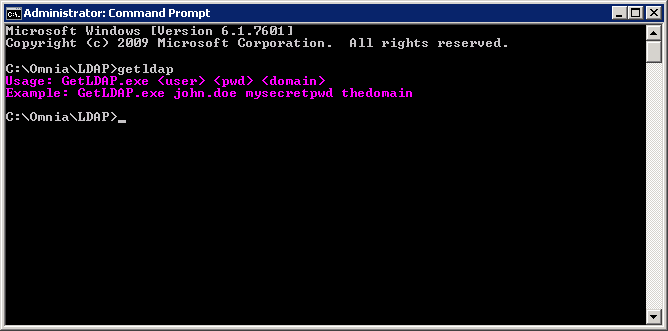 Administrator: Command Prompt
Microsoft Windows [Version 6.1.7601]
Copyright (c) 2009 Microsoft Corporation.  All rights reserved.
C:\Omnia\LDAP>getldap
Usage: GetLDAP.exe <user> <pwd> <domain>
Example: GetLDAP.exe john.doe mysecretpwd thedomain
C:\Omnia\LDAP>_